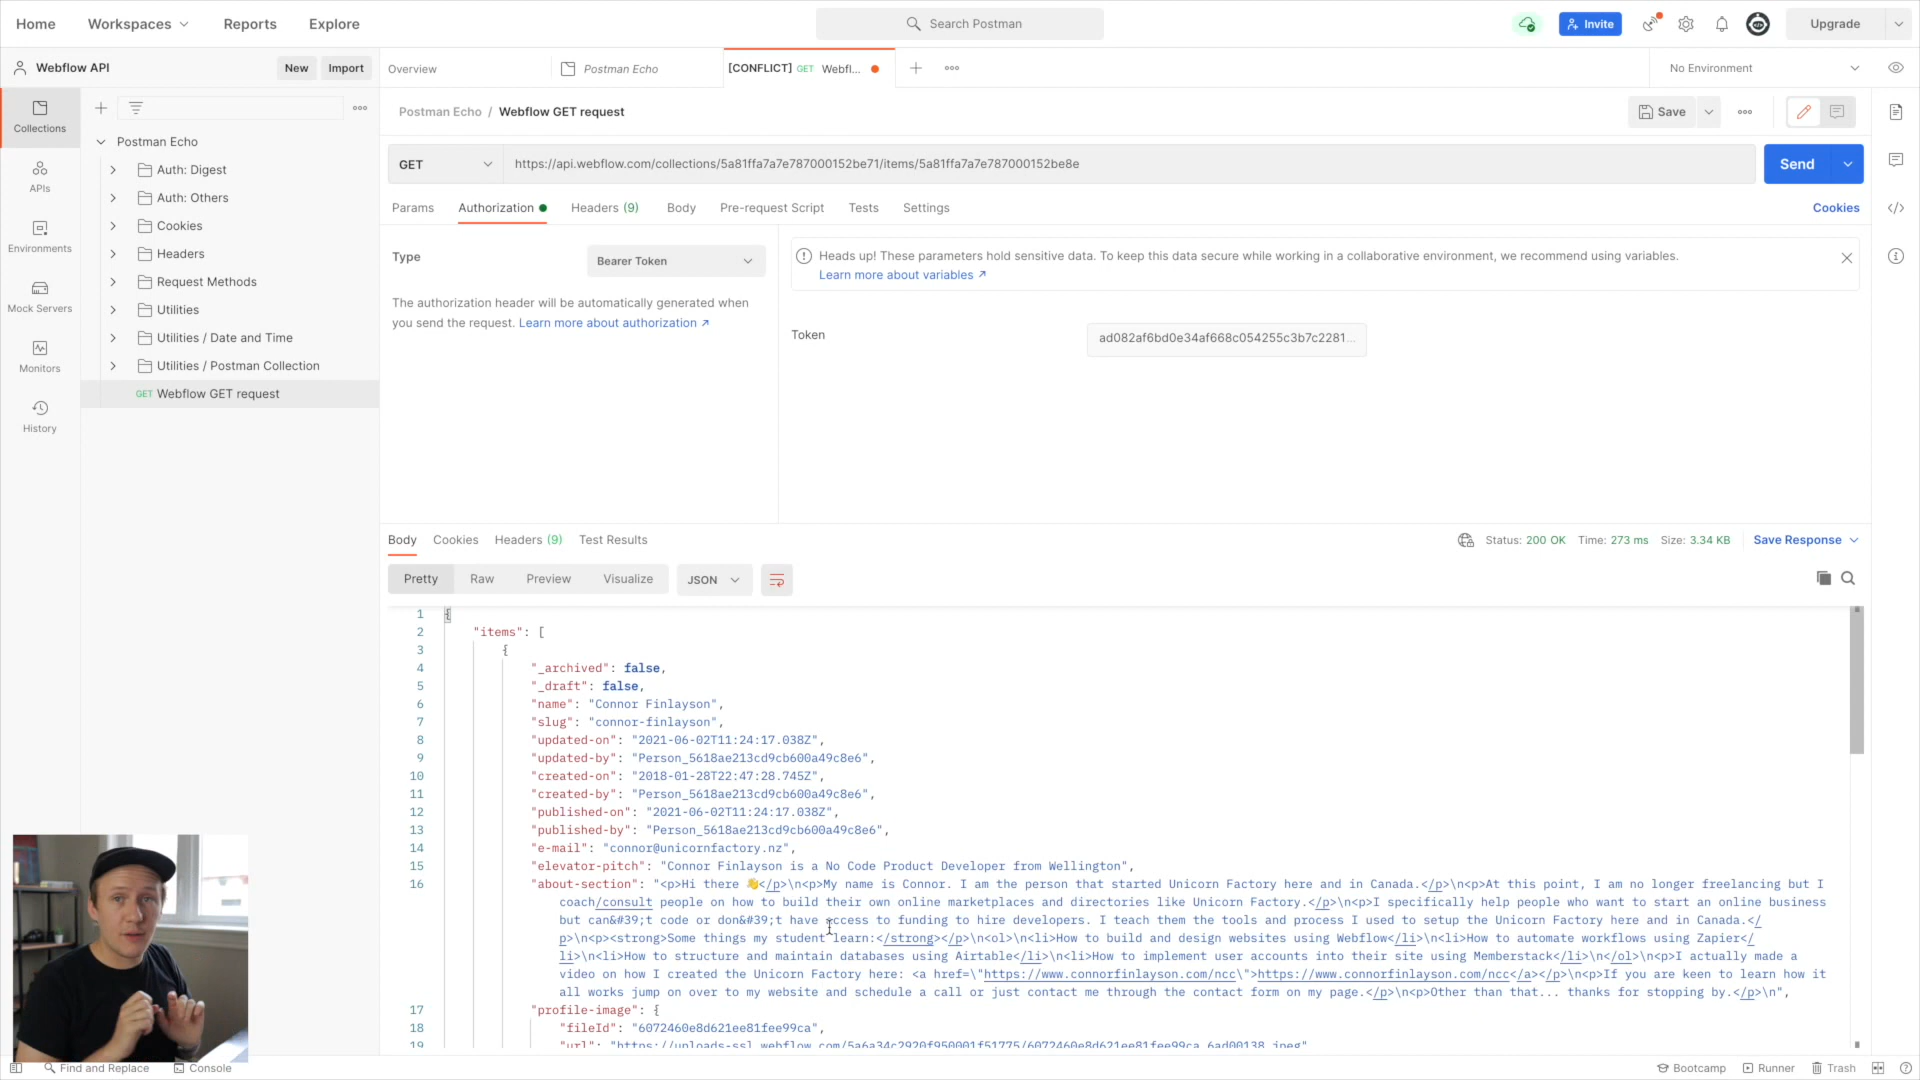 Home Workspaces Reports Explore Search Postman Invite Upgrade
Webflow API New Import Overview Postman Echo [CONFLICT] GET Webfl... No Environment
Postman Echo / Webflow GET request Save
Collections
APIs
Environments
Mock Servers
Monitors
History
Postman Echo
Auth: Digest
Auth: Others
Cookies
Headers
Request Methods
Utilities
Utilities / Date and Time
Utilities / Postman Collection
GET Webflow GET request
GET https://api.webflow.com/collections/5a81ffa7a7e787000152be71/items/5a81ffa7a7e787000152be8e Send
Params Authorization Headers (9) Body Pre-request Script Tests Settings Cookies
Type Bearer Token
The authorization header will be automatically generated when
you send the request. Learn more about authorization ↗
Heads up! These parameters hold sensitive data. To keep this data secure while working in a collaborative environment, we recommend using variables.
Learn more about variables ↗
Token ad082af6bd0e34af668c054255c3b7c2281...
Body Cookies Headers (9) Test Results Status: 200 OK Time: 273 ms Size: 3.34 KB Save Response
Pretty Raw Preview Visualize JSON
1 {
2 "items": [
3 {
4 "_archived": false,
5 "_draft": false,
6 "name": "Connor Finlayson",
7 "slug": "connor-finlayson",
8 "updated-on": "2021-06-02T11:24:17.038Z",
9 "updated-by": "Person_5618ae213cd9cb600a49c8e6",
10 "created-on": "2018-01-28T22:47:28.745Z",
11 "created-by": "Person_5618ae213cd9cb600a49c8e6",
12 "published-on": "2021-06-02T11:24:17.038Z",
13 "published-by": "Person_5618ae213cd9cb600a49c8e6",
14 "e-mail": "connor@unicornfactory.nz",
15 "elevator-pitch": "Connor Finlayson is a No Code Product Developer from Wellington",
16 "about-section": "<p>Hi there 👋</p>\n<p>My name is Connor. I am the person that started Unicorn Factory here and in Canada.</p>\n<p>At this point, I am no longer freelancing but I
coach/consult people on how to build their own online marketplaces and directories like Unicorn Factory.</p>\n<p>I specifically help people who want to start an online business
but can&#39;t code or don&#39;t have access to funding to hire developers. I teach them the tools and process I used to setup the Unicorn Factory here and in Canada.</
p>\n<p><strong>Some things my student learn:</strong></p>\n<ol>\n<li>How to build and design websites using Webflow</li>\n<li>How to automate workflows using Zapier</
li>\n<li>How to structure and maintain databases using Airtable</li>\n<li>How to implement user accounts into their site using Memberstack</li>\n</ol>\n<p>I actually made a
video on how I created the Unicorn Factory here: <a href=\"https://www.connorfinlayson.com/ncc\">https://www.connorfinlayson.com/ncc</a></p>\n<p>If you are keen to learn how it
all works jump on over to my website and schedule a call or just contact me through the contact form on my page.</p>\n<p>Other than that... thanks for stopping by.</p>\n",
17 "profile-image": {
18 "fileId": "6072460e8d621ee81fee99ca",
19 "url": "https://uploads-ssl.webflow.com/5a6a34c2920f950001f51775/6072460e8d621ee81fee99ca_6ad00138.jpeg"
Find and Replace Console Bootcamp Runner Trash